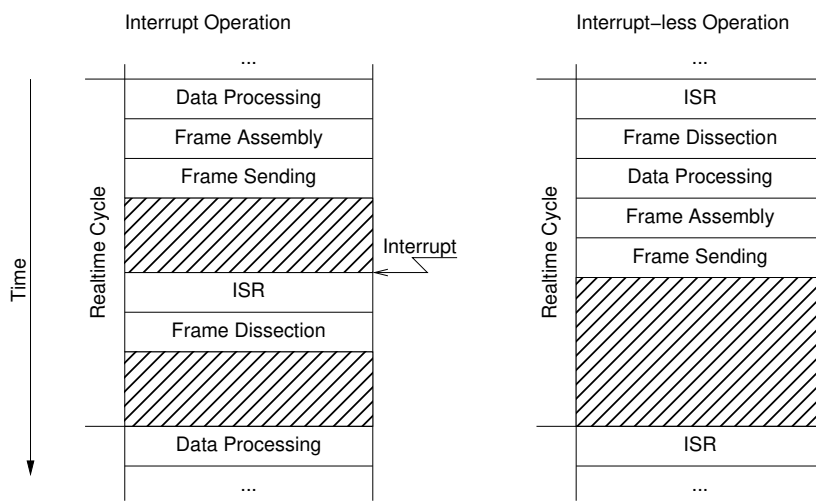 Interrupt Operation
...
Data Processing
Frame Assembly
Frame Sending
Interrupt
ISR
Frame Dissection
Data Processing
...
Realtime Cycle
Time
Interrupt−less Operation
...
ISR
Frame Dissection
Data Processing
Frame Assembly
Frame Sending
ISR
...
Realtime Cycle